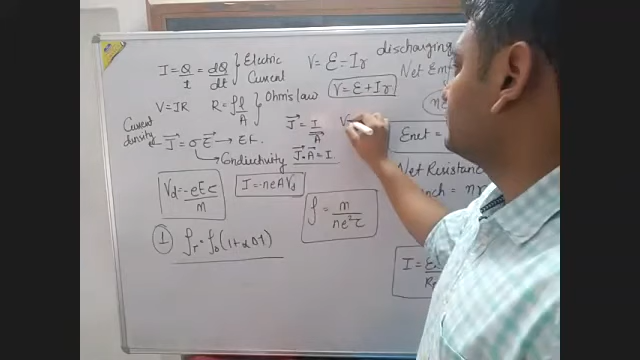 I = Q/t = dQ/dt } Electric Current
V = Ɛ = Ir discharging
V = IR R = ρl/A } Ohm's law
V = Ɛ + Ir
Net Emf
Current density
J = σE → E.f.
J = I/A
V
Enet =
Conductivity
J·A = I
Net Resistance
Vd = -eEτ/m
I = -neAVd
ρ = m/ne²τ
① ρT = ρ0(1+αΔt)
I =